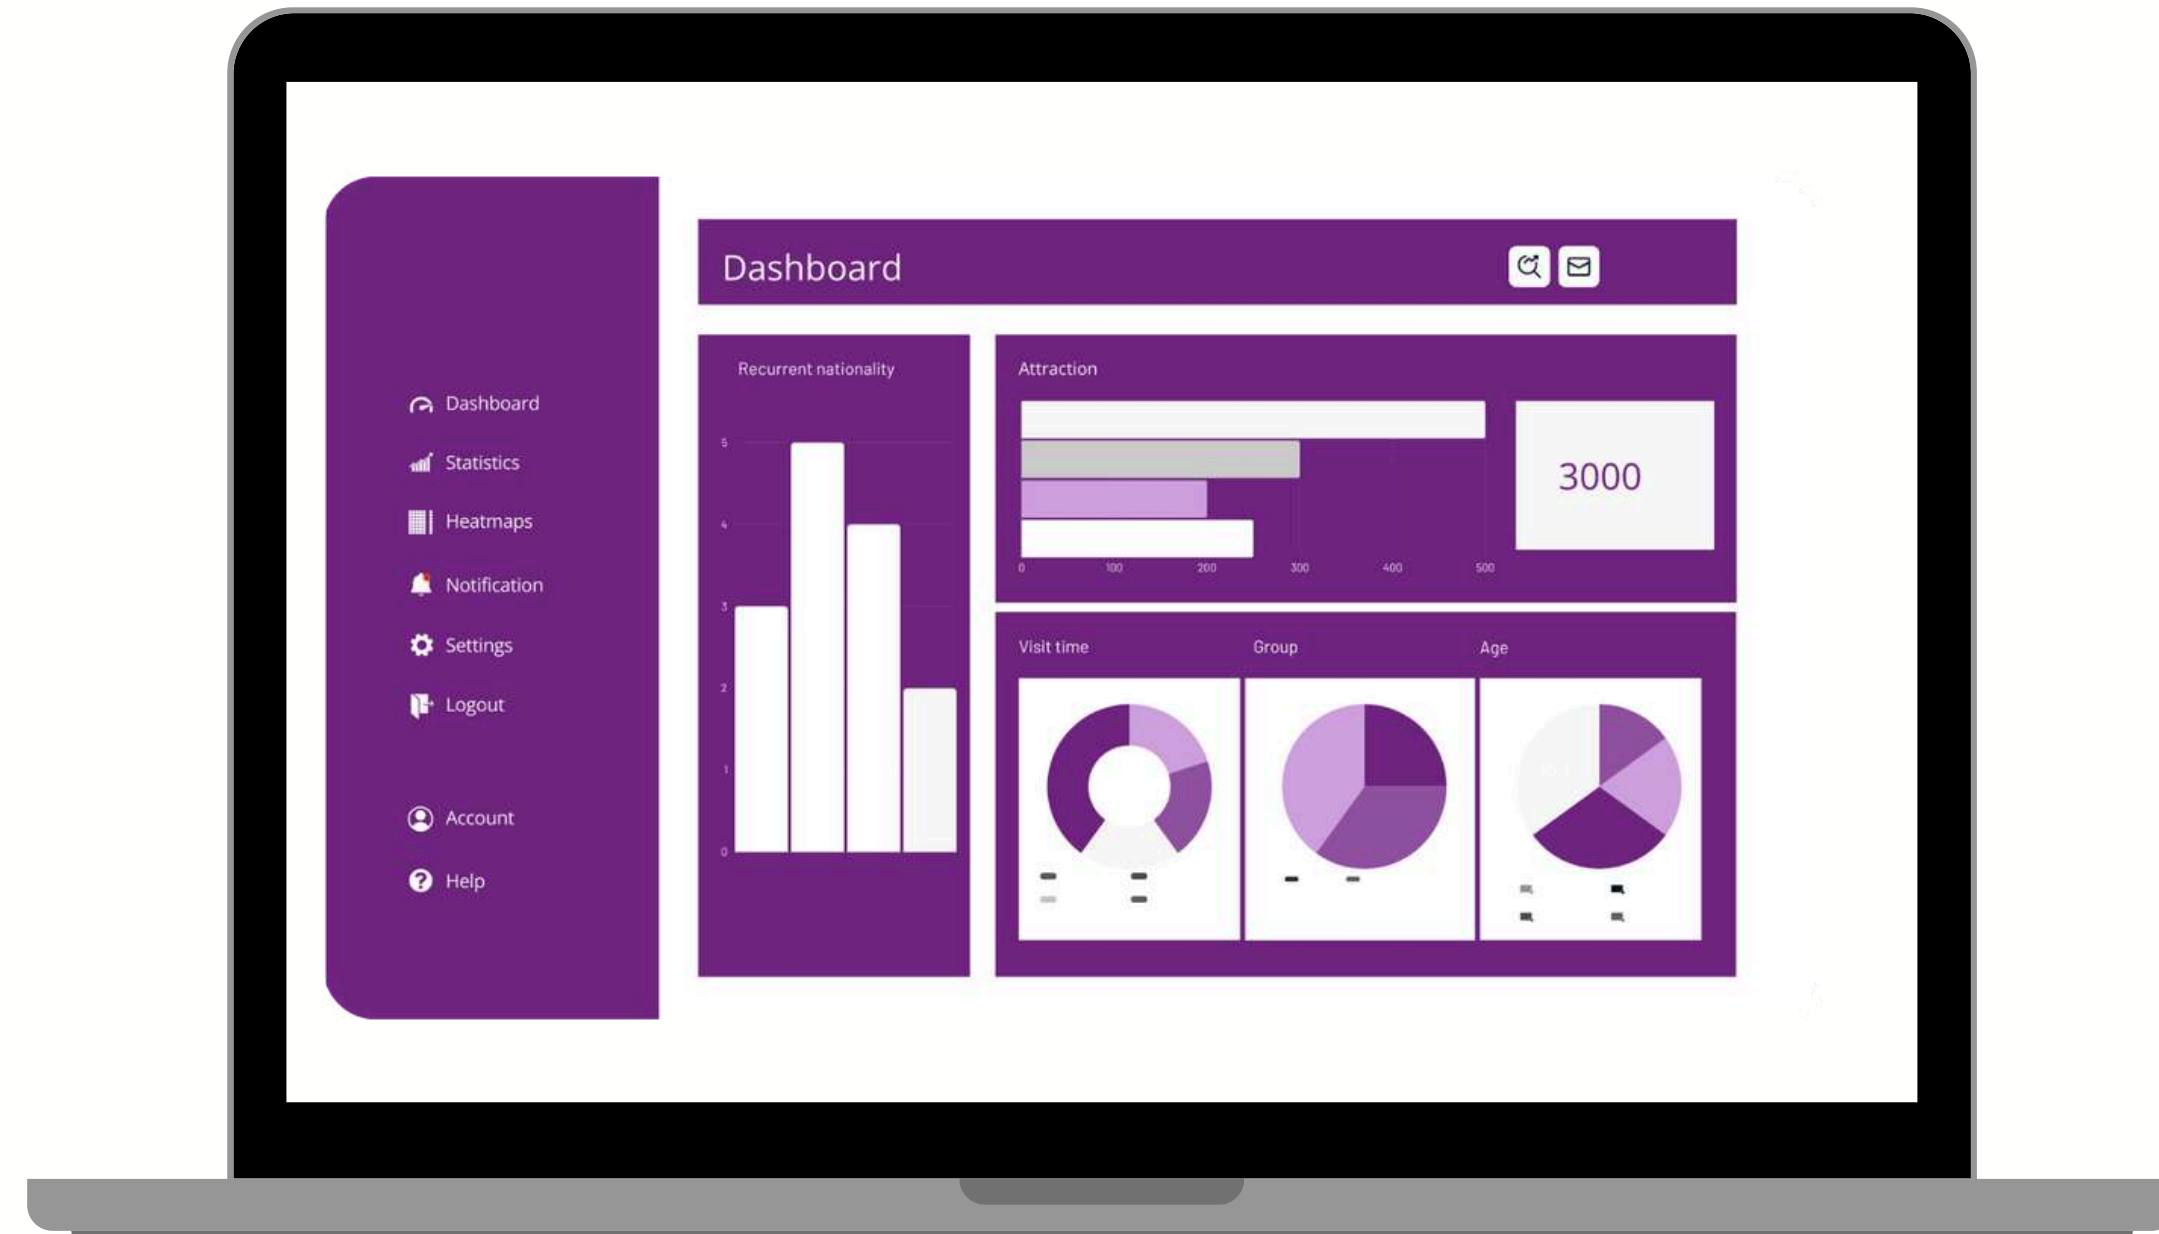 Dashboard
Statistics
Heatmaps
Notification
Settings
Logout
Account
Help
Dashboard
Recurrent nationality
5
4
3
2
1
0
Attraction
0 100 200 300 400 500
3000
Visit time
Group
Age